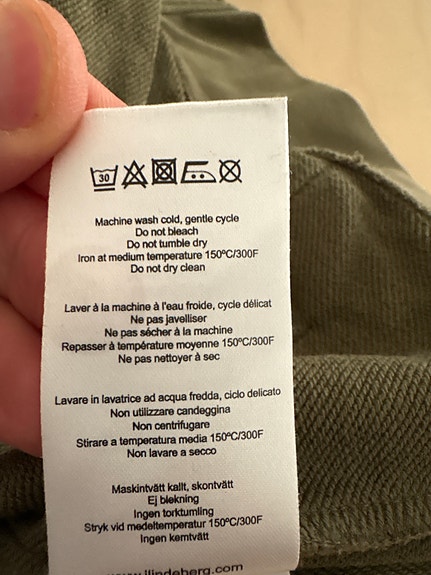 30
Machine wash cold, gentle cycle
Do not bleach
Do not tumble dry
Iron at medium temperature 150ºC/300F
Do not dry clean
Laver à la machine à l'eau froide, cycle délicat
Ne pas javelliser
Ne pas sécher à la machine
Repasser à température moyenne 150ºC/300F
Ne pas nettoyer à sec
Lavare in lavatrice ad acqua fredda, ciclo delicato
Non utilizzare candeggina
Non centrifugare
Stirare a temperatura media 150ºC/300F
Non lavare a secco
Maskintvätt kallt, skontvätt
Ej blekning
Ingen torktumling
Stryk vid medeltemperatur 150ºC/300F
Ingen kemtvätt
www.jlindeberg.com